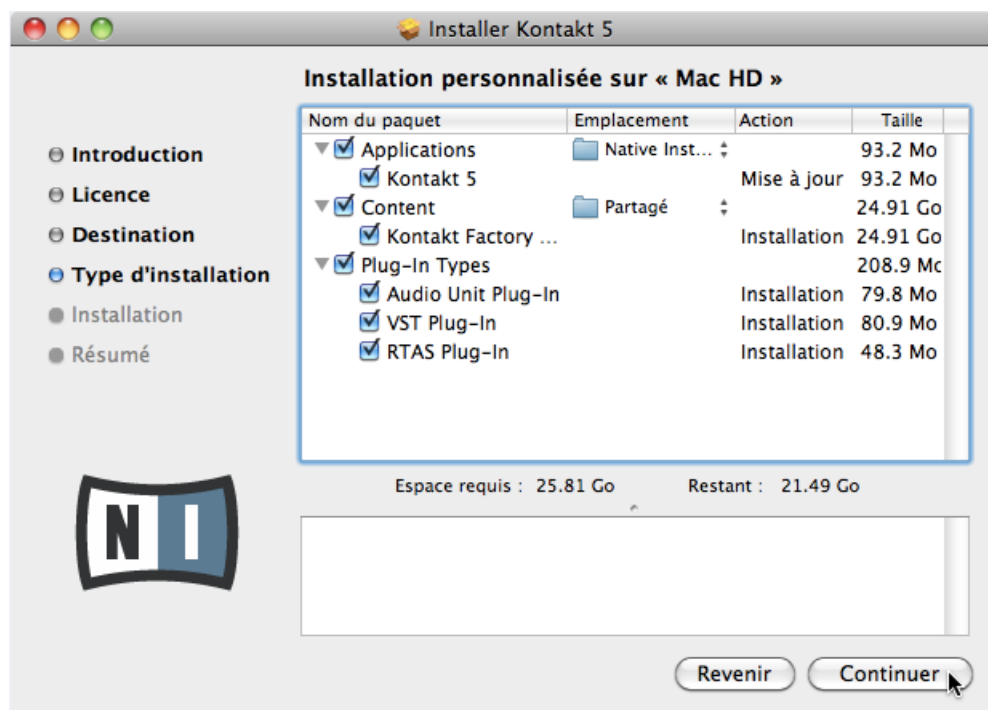 Installer Kontakt 5
Installation personnalisée sur « Mac HD »
Introduction
Licence
Destination
Type d'installation
Installation
Résumé
Nom du paquet Emplacement Action Taille
Applications Native Inst... 93.2 Mo
Kontakt 5 Mise à jour 93.2 Mo
Content Partagé 24.91 Go
Kontakt Factory ... Installation 24.91 Go
Plug-In Types 208.9 Mo
Audio Unit Plug-In Installation 79.8 Mo
VST Plug-In Installation 80.9 Mo
RTAS Plug-In Installation 48.3 Mo
Espace requis : 25.81 Go Restant : 21.49 Go
NI
Revenir Continuer